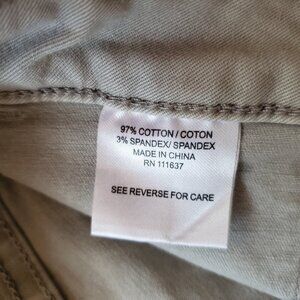 97% COTTON / COTON
3% SPANDEX/ SPANDEX
MADE IN CHINA
RN 111637
SEE REVERSE FOR CARE